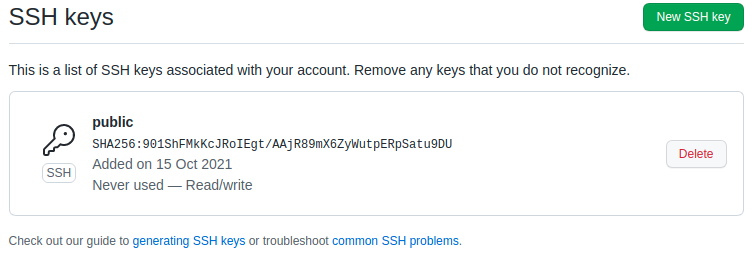 SSH keys
New SSH key
This is a list of SSH keys associated with your account. Remove any keys that you do not recognize.
public
SHA256:901ShFMkKcJRoIEgt/AAjR89mX6ZyWutpERpSatu9DU
Added on 15 Oct 2021
Never used — Read/write
SSH
Delete
Check out our guide to generating SSH keys or troubleshoot common SSH problems.